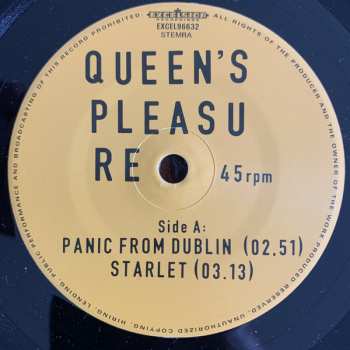 EXCELSIOR
RECORDINGS
EXCEL96632
STEMRA
QUEEN'S
PLEASU
RE
45rpm
Side A:
PANIC FROM DUBLIN (02.51)
STARLET (03.13)
ALL RIGHTS OF THE PRODUCER AND THE OWNER OF THE WORK PRODUCED RESERVED. UNAUTHORIZED COPYING, HIRING, LENDING, PUBLIC PERFORMANCE AND BROADCASTING OF THIS RECORD PROHIBITED